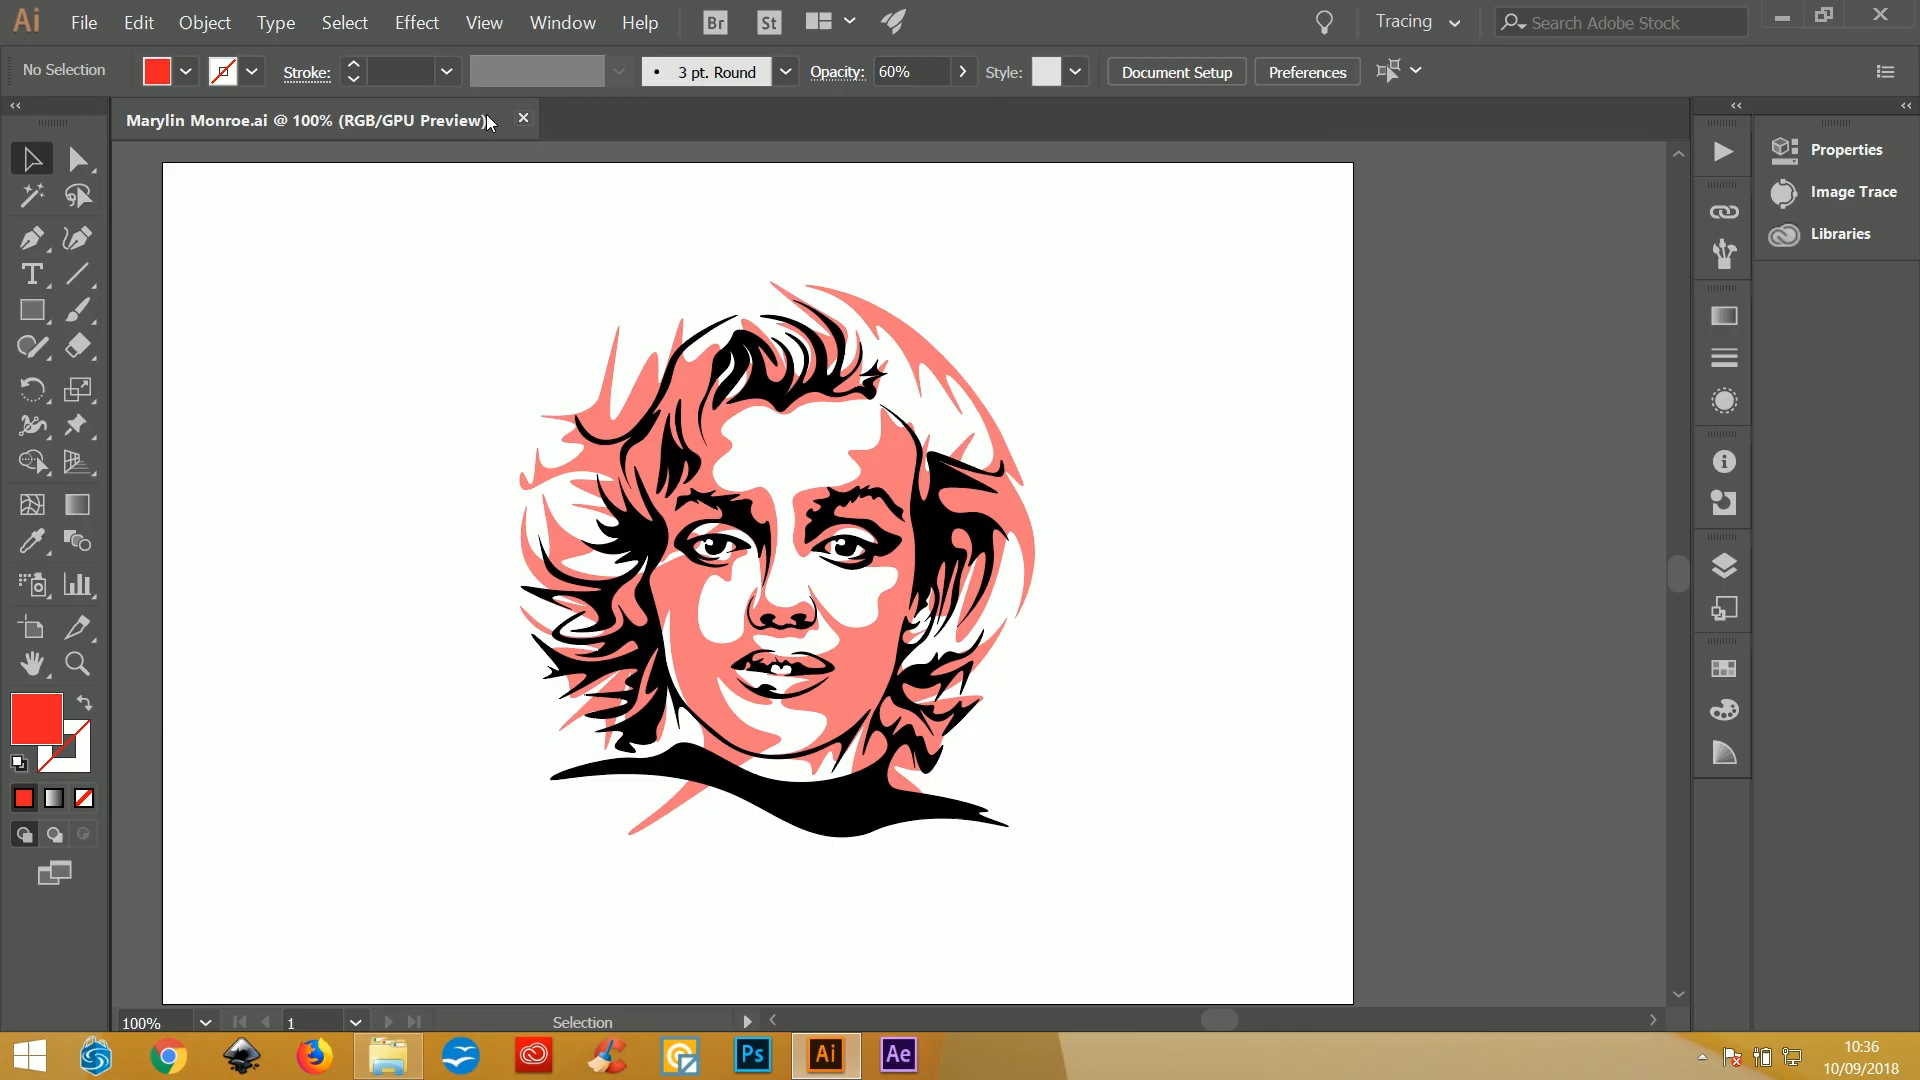 Ai File Edit Object Type Select Effect View Window Help Br St Tracing Search Adobe Stock
No Selection Stroke: 3 pt. Round Opacity: 60% Style: Document Setup Preferences
Marylin Monroe.ai @ 100% (RGB/GPU Preview)
Properties
Image Trace
Libraries
100% 1 Selection
Ps Ai Ae
10:36
10/09/2018